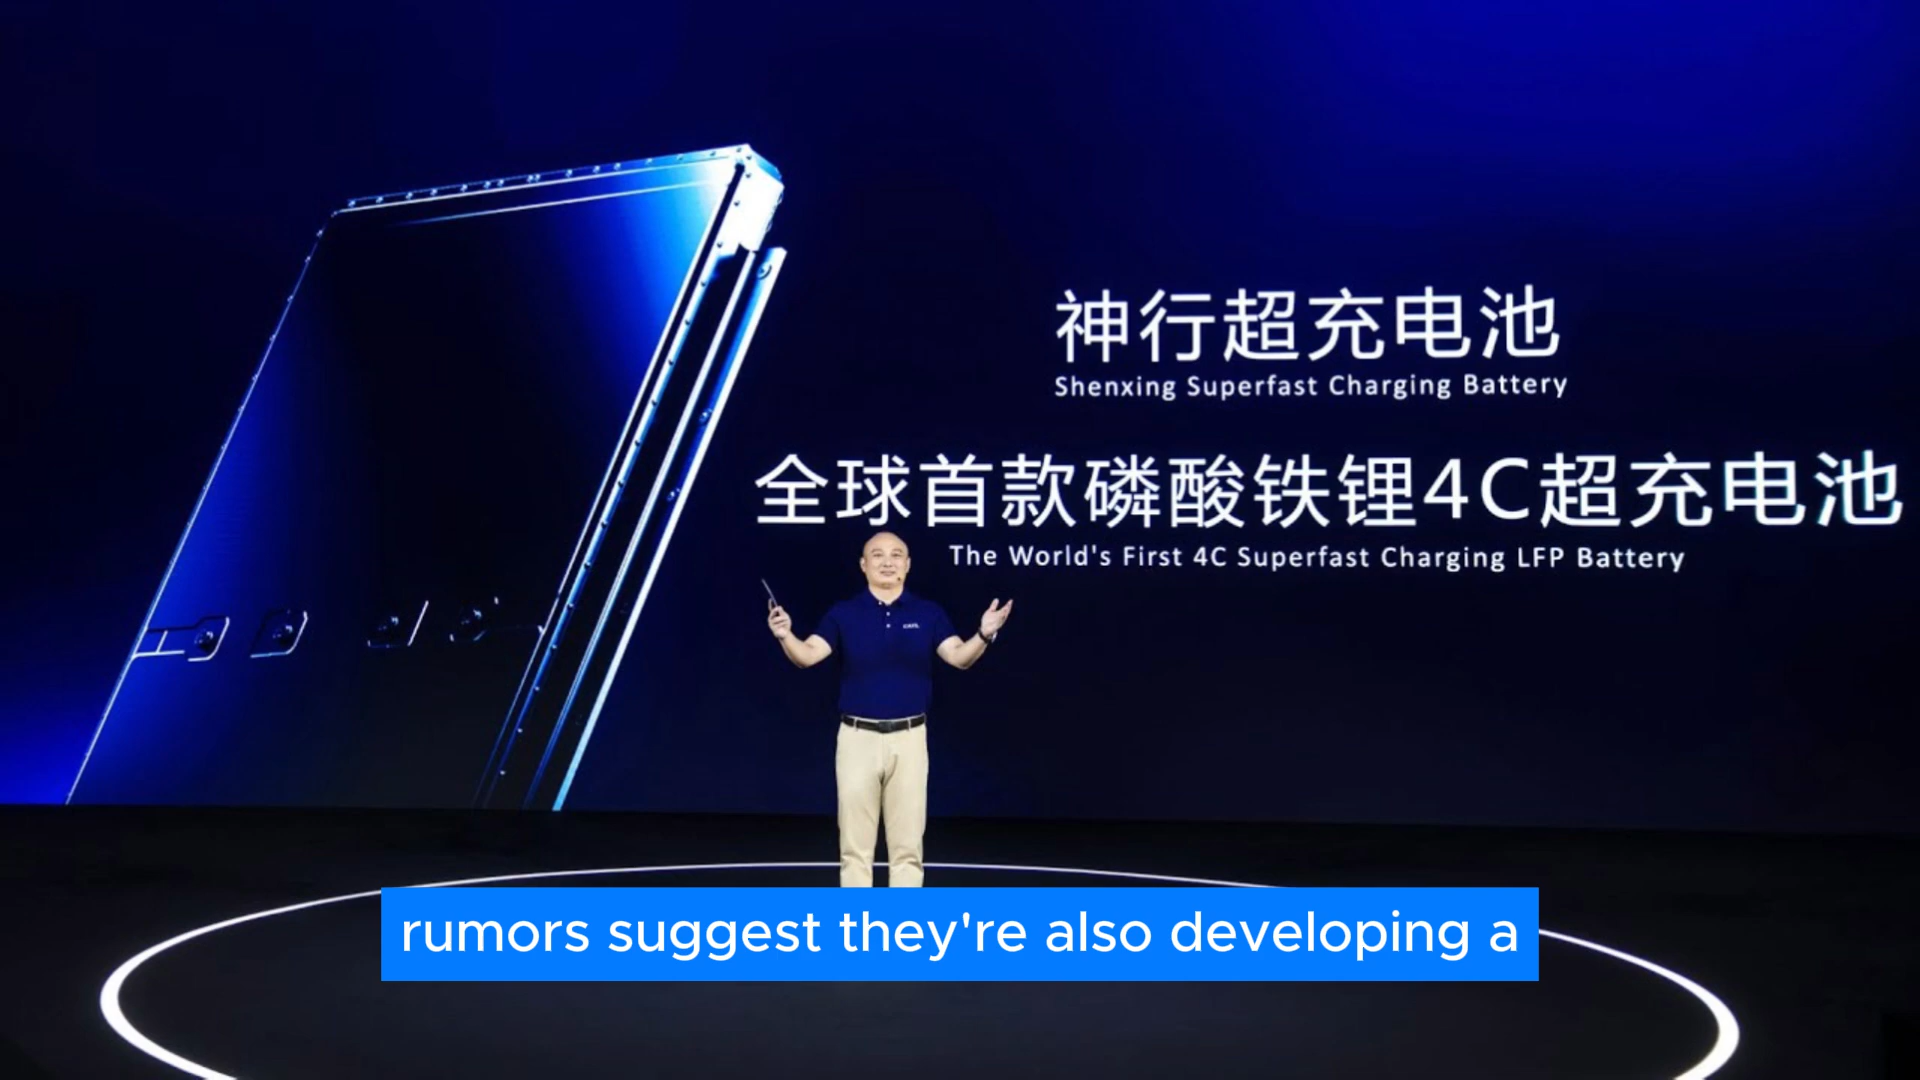 神行超充电池
Shenxing Superfast Charging Battery
全球首款磷酸铁锂4C超充电池
The World's First 4C Superfast Charging LFP Battery
CATL
rumors suggest they're also developing a